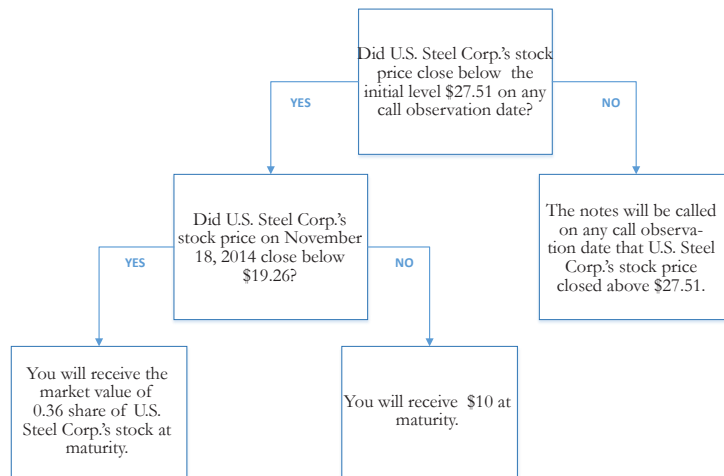 Did U.S. Steel Corp.'s stock
price close below the
initial level $27.51 on any
call observation date?
YES
NO
Did U.S. Steel Corp.'s
stock price on November
18, 2014 close below
$19.26?
The notes will be called
on any call observa-
tion date that U.S. Steel
Corp.'s stock price
closed above $27.51.
YES
NO
You will receive the
market value of
0.36 share of U.S.
Steel Corp.'s stock at
maturity.
You will receive $10 at
maturity.